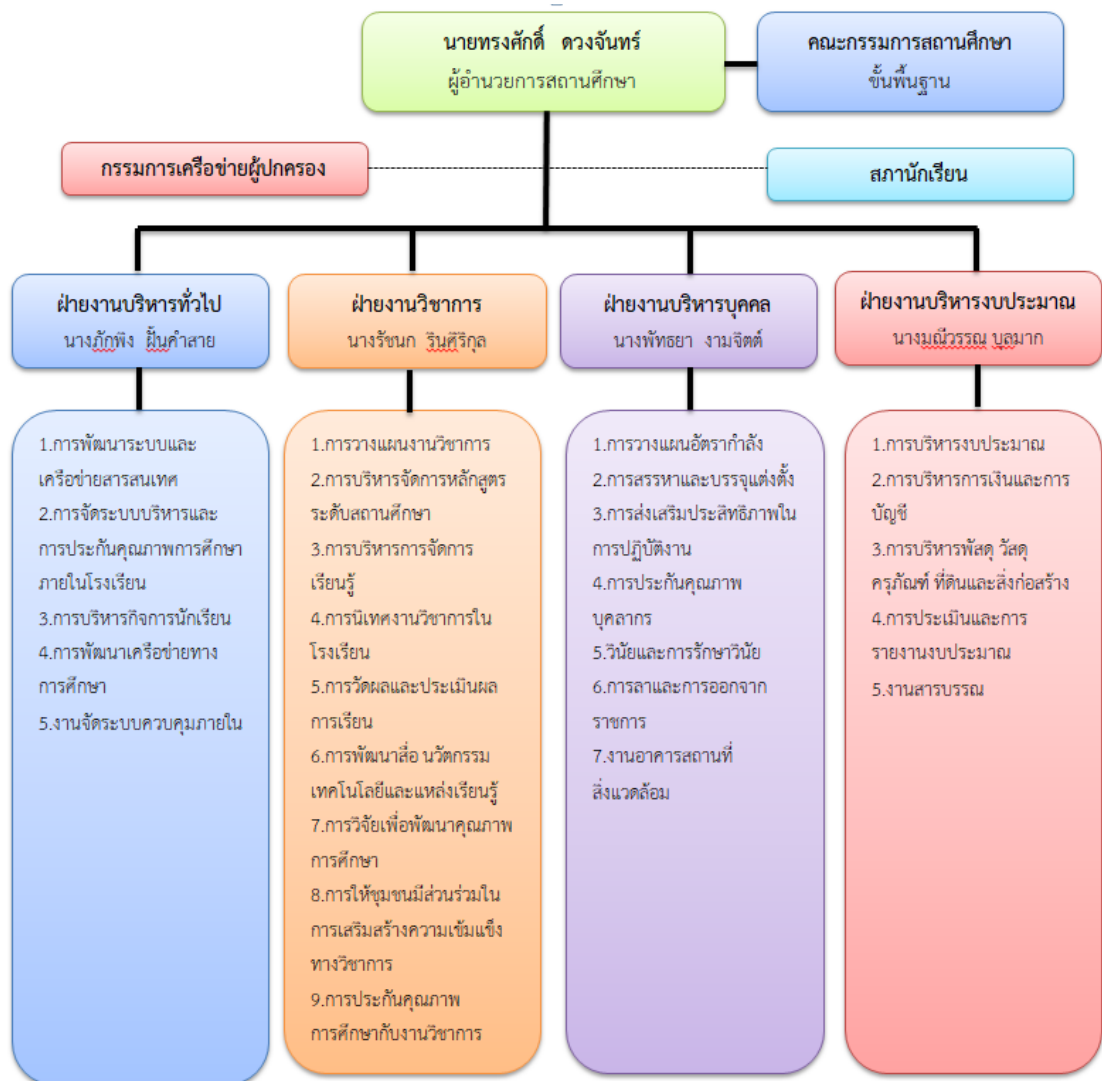 นายทรงศักดิ์ ดวงจันทร์
ผู้อำนวยการสถานศึกษา
คณะกรรมการสถานศึกษา
ขั้นพื้นฐาน
กรรมการเครือข่ายผู้ปกครอง
สภานักเรียน
ฝ่ายงานบริหารทั่วไป
นางภักพิง ฝั้นคำสาย
1.การพัฒนาระบบและ
เครือข่ายสารสนเทศ
2.การจัดระบบบริหารและ
การประกันคุณภาพการศึกษา
ภายในโรงเรียน
3.การบริหารกิจการนักเรียน
4.การพัฒนาเครือข่ายทาง
การศึกษา
5.งานจัดระบบควบคุมภายใน
ฝ่ายงานวิชาการ
นางรัชนก รินศิริกุล
1.การวางแผนงานวิชาการ
2.การบริหารจัดการหลักสูตร
ระดับสถานศึกษา
3.การบริหารการจัดการ
เรียนรู้
4.การนิเทศงานวิชาการใน
โรงเรียน
5.การวัดผลและประเมินผล
การเรียน
6.การพัฒนาสื่อ นวัตกรรม
เทคโนโลยีและแหล่งเรียนรู้
7.การวิจัยเพื่อพัฒนาคุณภาพ
การศึกษา
8.การให้ชุมชนมีส่วนร่วมใน
การเสริมสร้างความเข้มแข็ง
ทางวิชาการ
9.การประกันคุณภาพ
การศึกษากับงานวิชาการ
ฝ่ายงานบริหารบุคคล
นางพัทธยา งามจิตต์
1.การวางแผนอัตรากำลัง
2.การสรรหาและบรรจุแต่งตั้ง
3.การส่งเสริมประสิทธิภาพใน
การปฏิบัติงาน
4.การประกันคุณภาพ
บุคลากร
5.วินัยและการรักษาวินัย
6.การลาและการออกจาก
ราชการ
7.งานอาคารสถานที่
สิ่งแวดล้อม
ฝ่ายงานบริหารงบประมาณ
นางมณีวรรณ บุลมาก
1.การบริหารงบประมาณ
2.การบริหารการเงินและการ
บัญชี
3.การบริหารพัสดุ วัสดุ
ครุภัณฑ์ ที่ดินและสิ่งก่อสร้าง
4.การประเมินและการ
รายงานงบประมาณ
5.งานสารบรรณ